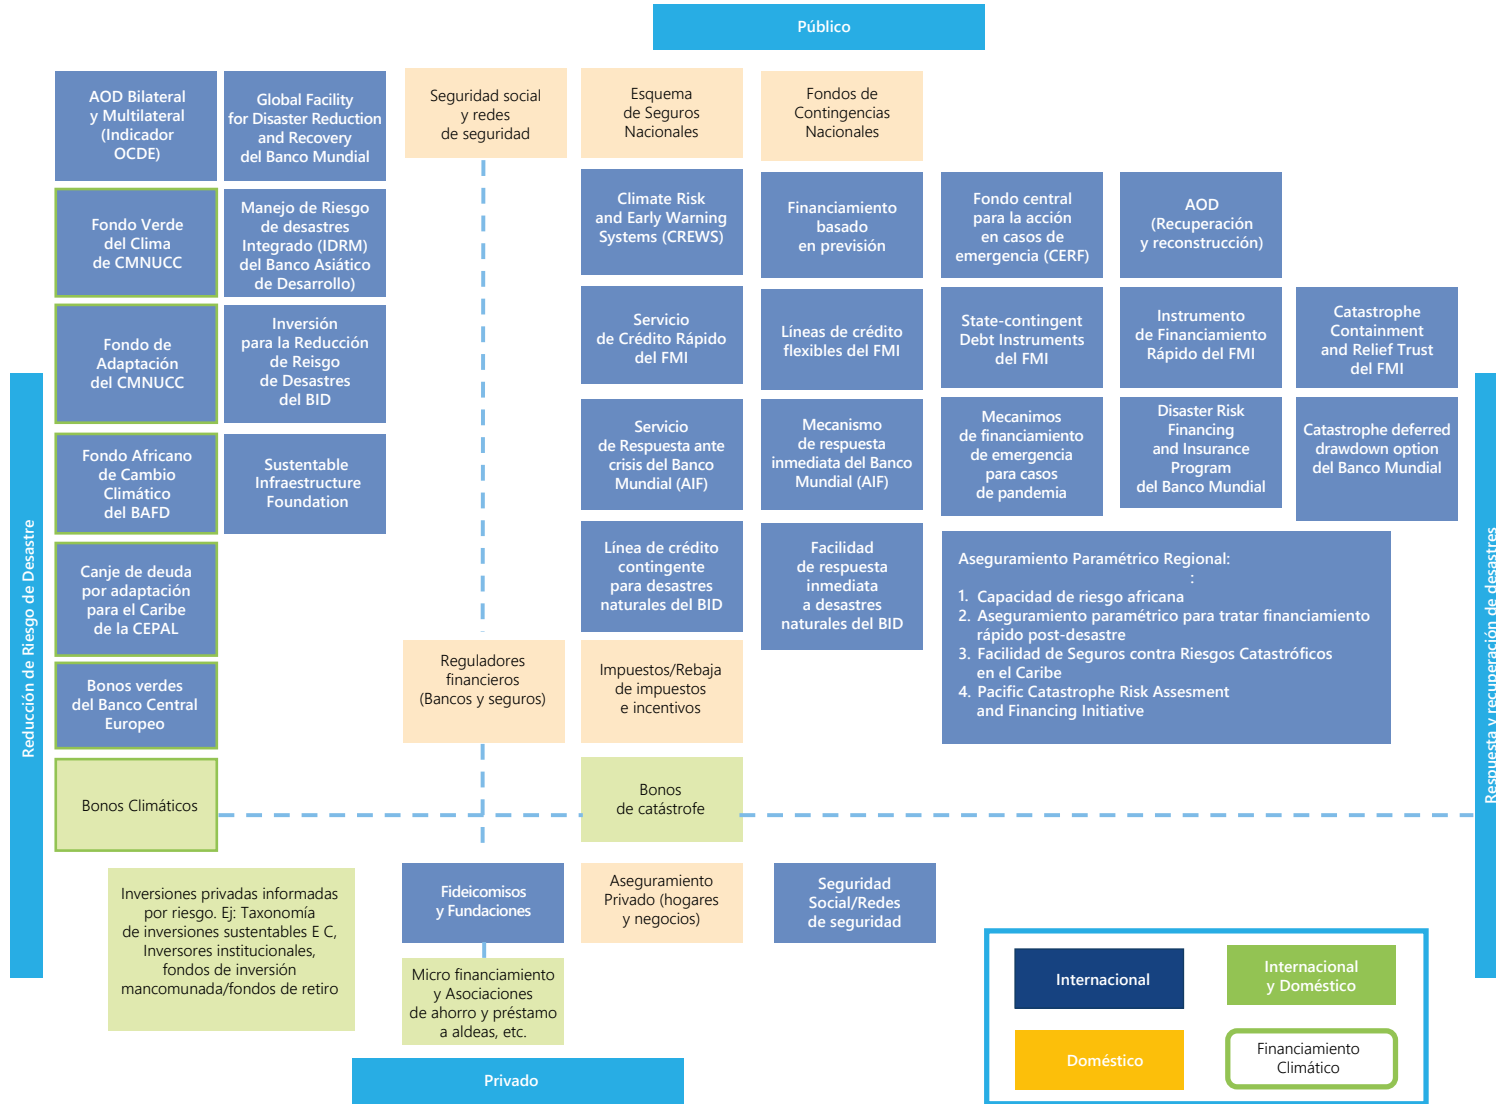 Público
AOD Bilateral
y Multilateral
(Indicador
OCDE)
Global Facility
for Disaster Reduction
and Recovery
del Banco Mundial
Seguridad social
y redes
de seguridad
Esquema
de Seguros
Nacionales
Fondos de
Contingencias
Nacionales
Fondo Verde
del Clima
de CMNUCC
Manejo de Riesgo
de desastres
Integrado (IDRM)
del Banco Asiático
de Desarrollo)
Climate Risk
and Early Warning
Systems (CREWS)
Financiamiento
basado
en previsión
Fondo central
para la acción
en casos de
emergencia (CERF)
AOD
(Recuperación
y reconstrucción)
Fondo de
Adaptación
del CMNUCC
Inversión
para la Reducción
de Reisgo
de Desastres
del BID
Servicio
de Crédito Rápido
del FMI
Líneas de crédito
flexibles del FMI
State-contingent
Debt Instruments
del FMI
Instrumento
de Financiamiento
Rápido del FMI
Catastrophe
Containment
and Relief Trust
del FMI
Fondo Africano
de Cambio
Climático
del BAFD
Sustentable
Infraestructure
Foundation
Servicio
de Respuesta ante
crisis del Banco
Mundial (AIF)
Mecanismo
de respuesta
inmediata del Banco
Mundial (AIF)
Mecanimos
de financiamiento
de emergencia
para casos
de pandemia
Disaster Risk
Financing
and Insurance
Program
del Banco Mundial
Catastrophe deferred
drawdown option
del Banco Mundial
Canje de deuda
por adaptación
para el Caribe
de la CEPAL
Línea de crédito
contingente
para desastres
naturales del BID
Facilidad
de respuesta
inmediata
a desastres
naturales del BID
Aseguramiento Paramétrico Regional:
:
1. Capacidad de riesgo africana
2. Aseguramiento paramétrico para tratar financiamiento
rápido post-desastre
3. Facilidad de Seguros contra Riesgos Catastróficos
en el Caribe
4. Pacific Catastrophe Risk Assesment
and Financing Initiative
Bonos verdes
del Banco Central
Europeo
Reguladores
financieros
(Bancos y seguros)
Impuestos/Rebaja
de impuestos
e incentivos
Bonos Climáticos
Bonos
de catástrofe
Reducción de Riesgo de Desastre
Respuesta y recuperación de desastres
Inversiones privadas informadas
por riesgo. Ej: Taxonomía
de inversiones sustentables E C,
Inversores institucionales,
fondos de inversión
mancomunada/fondos de retiro
Fideicomisos
y Fundaciones
Aseguramiento
Privado (hogares
y negocios)
Seguridad
Social/Redes
de seguridad
Micro financiamiento
y Asociaciones
de ahorro y préstamo
a aldeas, etc.
Privado
Internacional
Internacional
y Doméstico
Doméstico
Financiamiento
Climático